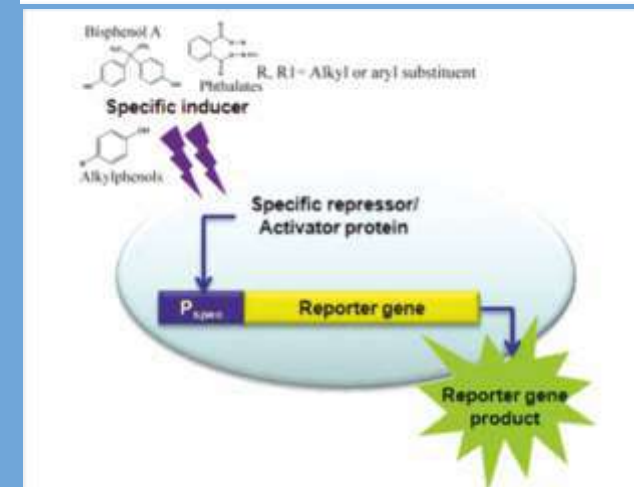 Bisphenol A
R, R1= Alkyl or aryl substituent
Phthalates
Specific inducer
Alkylphenols
Specific repressor/
Activator protein
Pspec
Reporter gene
Reporter gene
product